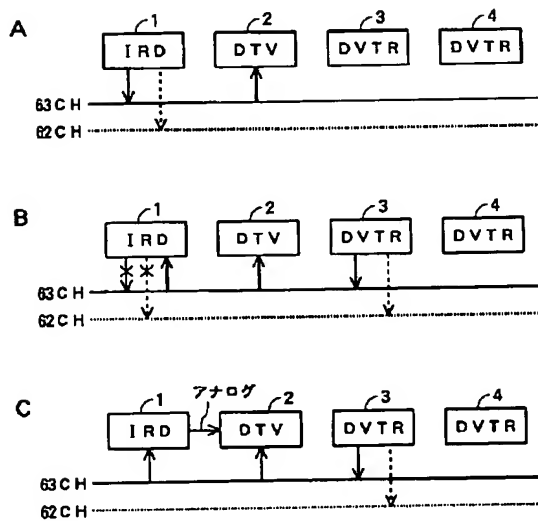 A
1 2 3 4
IRD DTV DVTR DVTR
63CH
62CH
B
1 2 3 4
IRD DTV DVTR DVTR
63CH
62CH
C
アナログ
1 2 3 4
IRD DTV DVTR DVTR
63CH
62CH